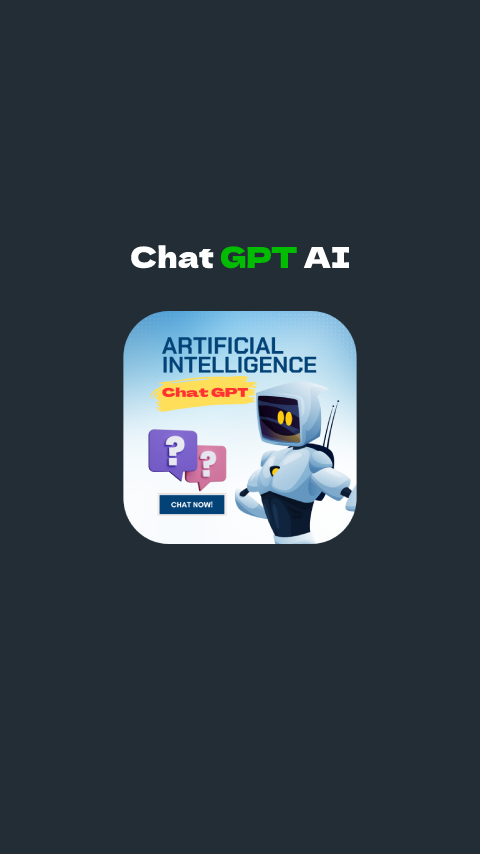 Chat GPT AI
ARTIFICIAL
INTELLIGENCE
Chat GPT
? ?
CHAT NOW!